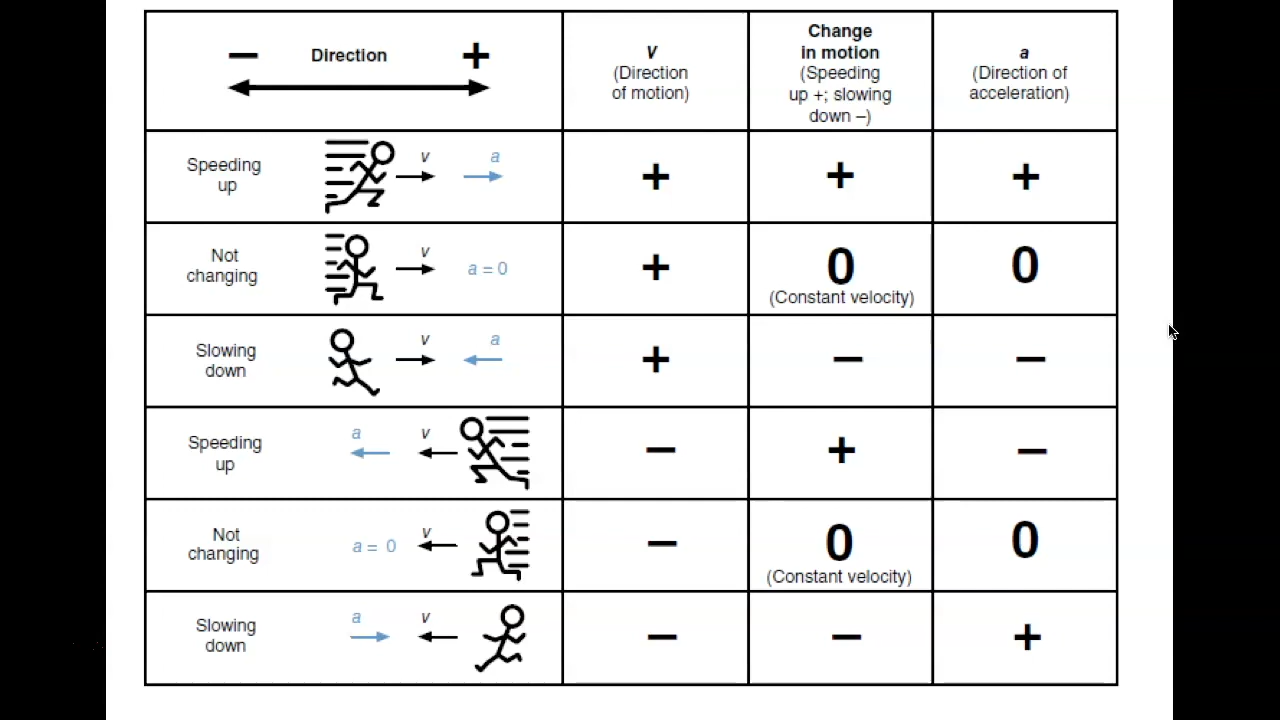 − Direction +
V
(Direction
of motion)
Change
in motion
(Speeding
up +; slowing
down –)
a
(Direction of
acceleration)
Speeding
up
v
a
+
+
+
Not
changing
v
a = 0
+
0
(Constant velocity)
0
Slowing
down
v
a
+
−
−
Speeding
up
a
v
−
+
−
Not
changing
a = 0
v
−
0
(Constant velocity)
0
Slowing
down
a
v
−
−
+